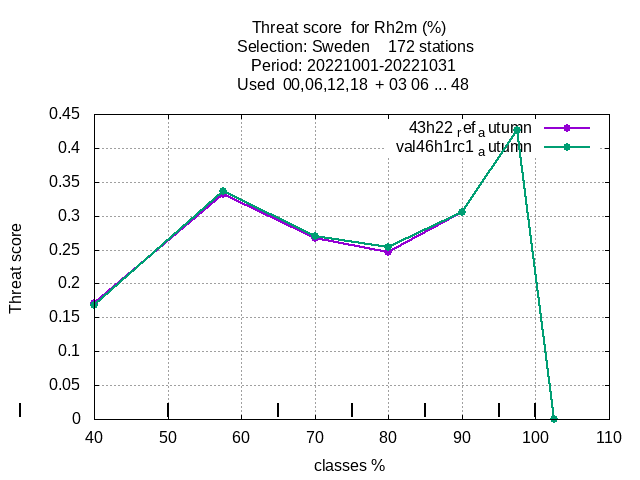 Threat score  for Rh2m (%)
Selection: Sweden    172 stations
Period: 20221001-20221031
Used  00,06,12,18  + 03 06 ... 48
43h22 ref a utumn
val46h1rc1 a utumn
Threat score
0.45
0.4
0.35
0.3
0.25
0.2
0.15
0.1
0.05
0
40 50 60 70 80 90 100 110
classes %